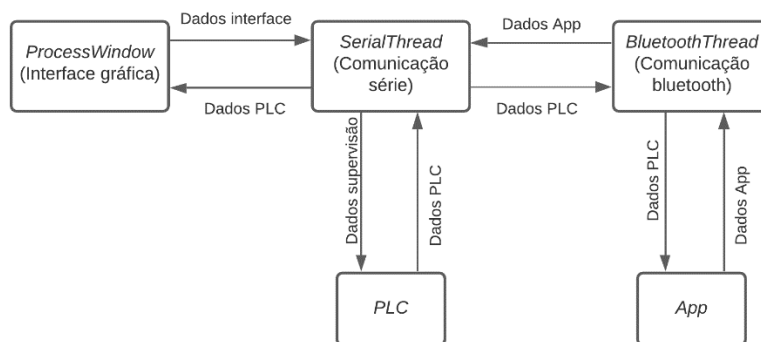 Dados interface
ProcessWindow
(Interface gráfica)
Dados PLC
SerialThread
(Comunicação
série)
Dados App
Dados PLC
BluetoothThread
(Comunicação
bluetooth)
Dados supervisão
Dados PLC
Dados PLC
Dados App
PLC
App